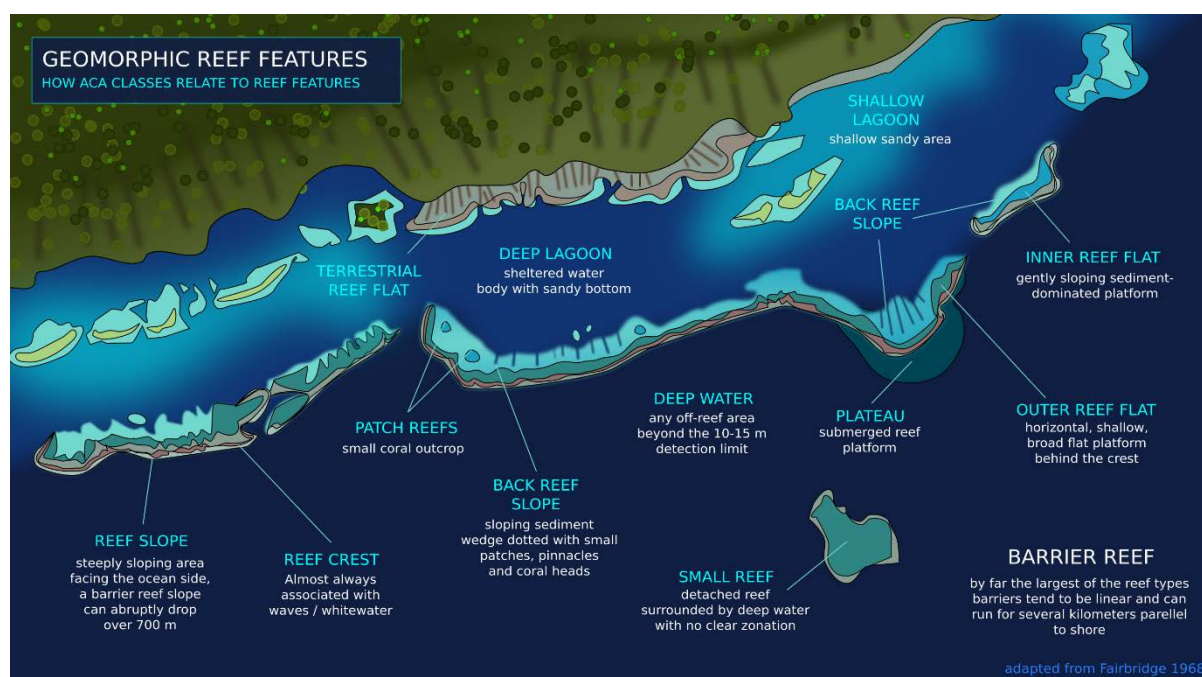 GEOMORPHIC REEF FEATURES
HOW ACA CLASSES RELATE TO REEF FEATURES
SHALLOW
LAGOON
shallow sandy area
BACK REEF
SLOPE
INNER REEF FLAT
gently sloping sediment-
dominated platform
TERRESTRIAL
REEF FLAT
DEEP LAGOON
sheltered water
body with sandy bottom
PATCH REEFS
small coral outcrop
DEEP WATER
any off-reef area
beyond the 10-15 m
detection limit
PLATEAU
submerged reef
platform
OUTER REEF FLAT
horizontal, shallow,
broad flat platform
behind the crest
REEF SLOPE
steeply sloping area
facing the ocean side,
a barrier reef slope
can abruptly drop
over 700 m
REEF CREST
Almost always
associated with
waves / whitewater
BACK REEF
SLOPE
sloping sediment
wedge dotted with small
patches, pinnacles
and coral heads
SMALL REEF
detached reef
surrounded by deep water
with no clear zonation
BARRIER REEF
by far the largest of the reef types
barriers tend to be linear and can
run for several kilometers parellel
to shore
adapted from Fairbridge 1968